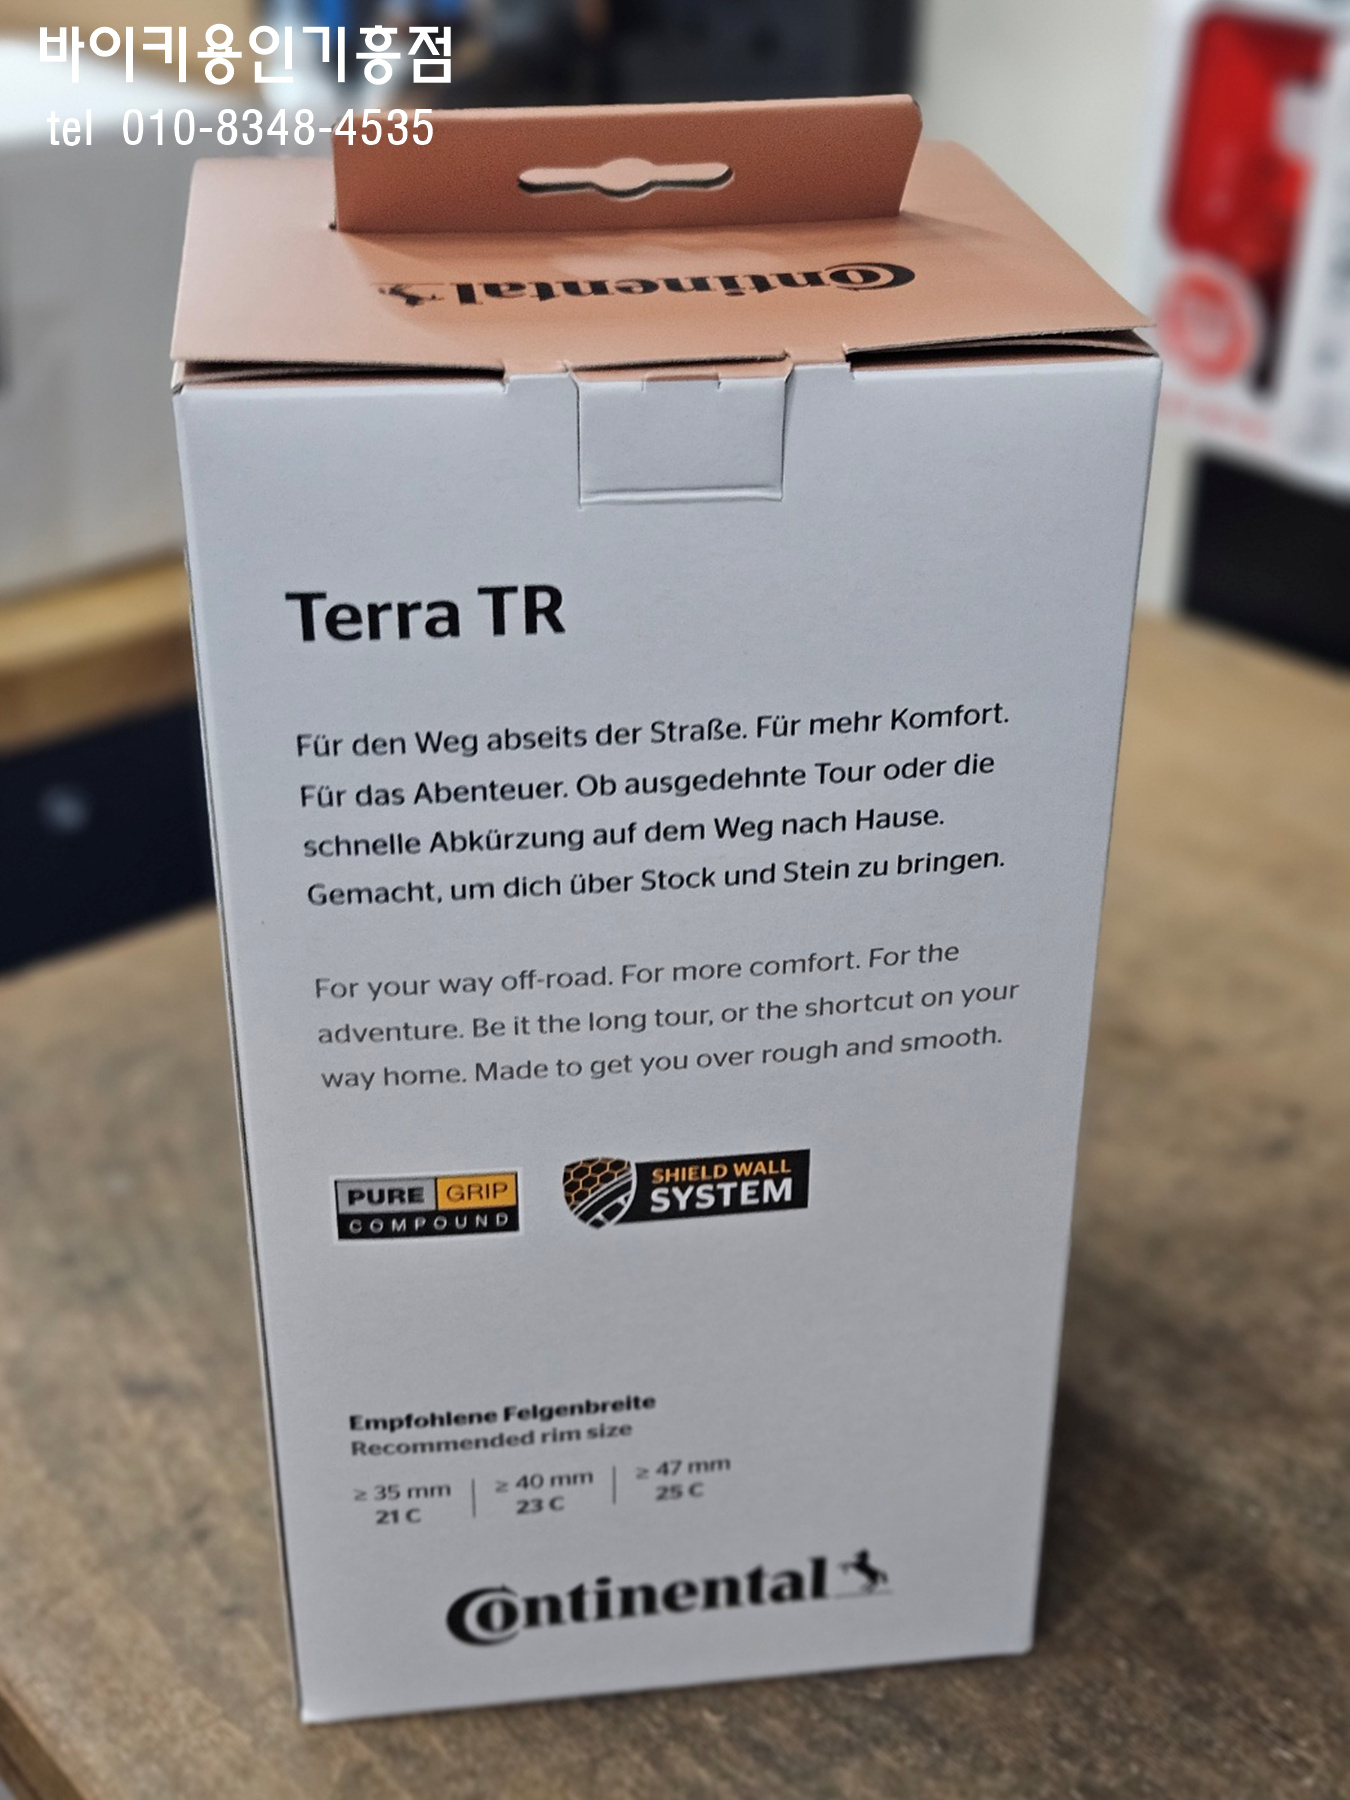 바이키용인기흥점
tel 010-8348-4535
Continental
Terra TR
Für den Weg abseits der Straße. Für mehr Komfort.
Für das Abenteuer. Ob ausgedehnte Tour oder die
schnelle Abkürzung auf dem Weg nach Hause.
Gemacht, um dich über Stock und Stein zu bringen.
For your way off-road. For more comfort. For the
adventure. Be it the long tour, or the shortcut on your
way home. Made to get you over rough and smooth.
PURE GRIP
COMPOUND
SHIELD WALL
SYSTEM
Empfohlene Felgenbreite
Recommended rim size
≥ 35 mm | ≥ 40 mm | ≥ 47 mm
21 C 23 C 25 C
Continental